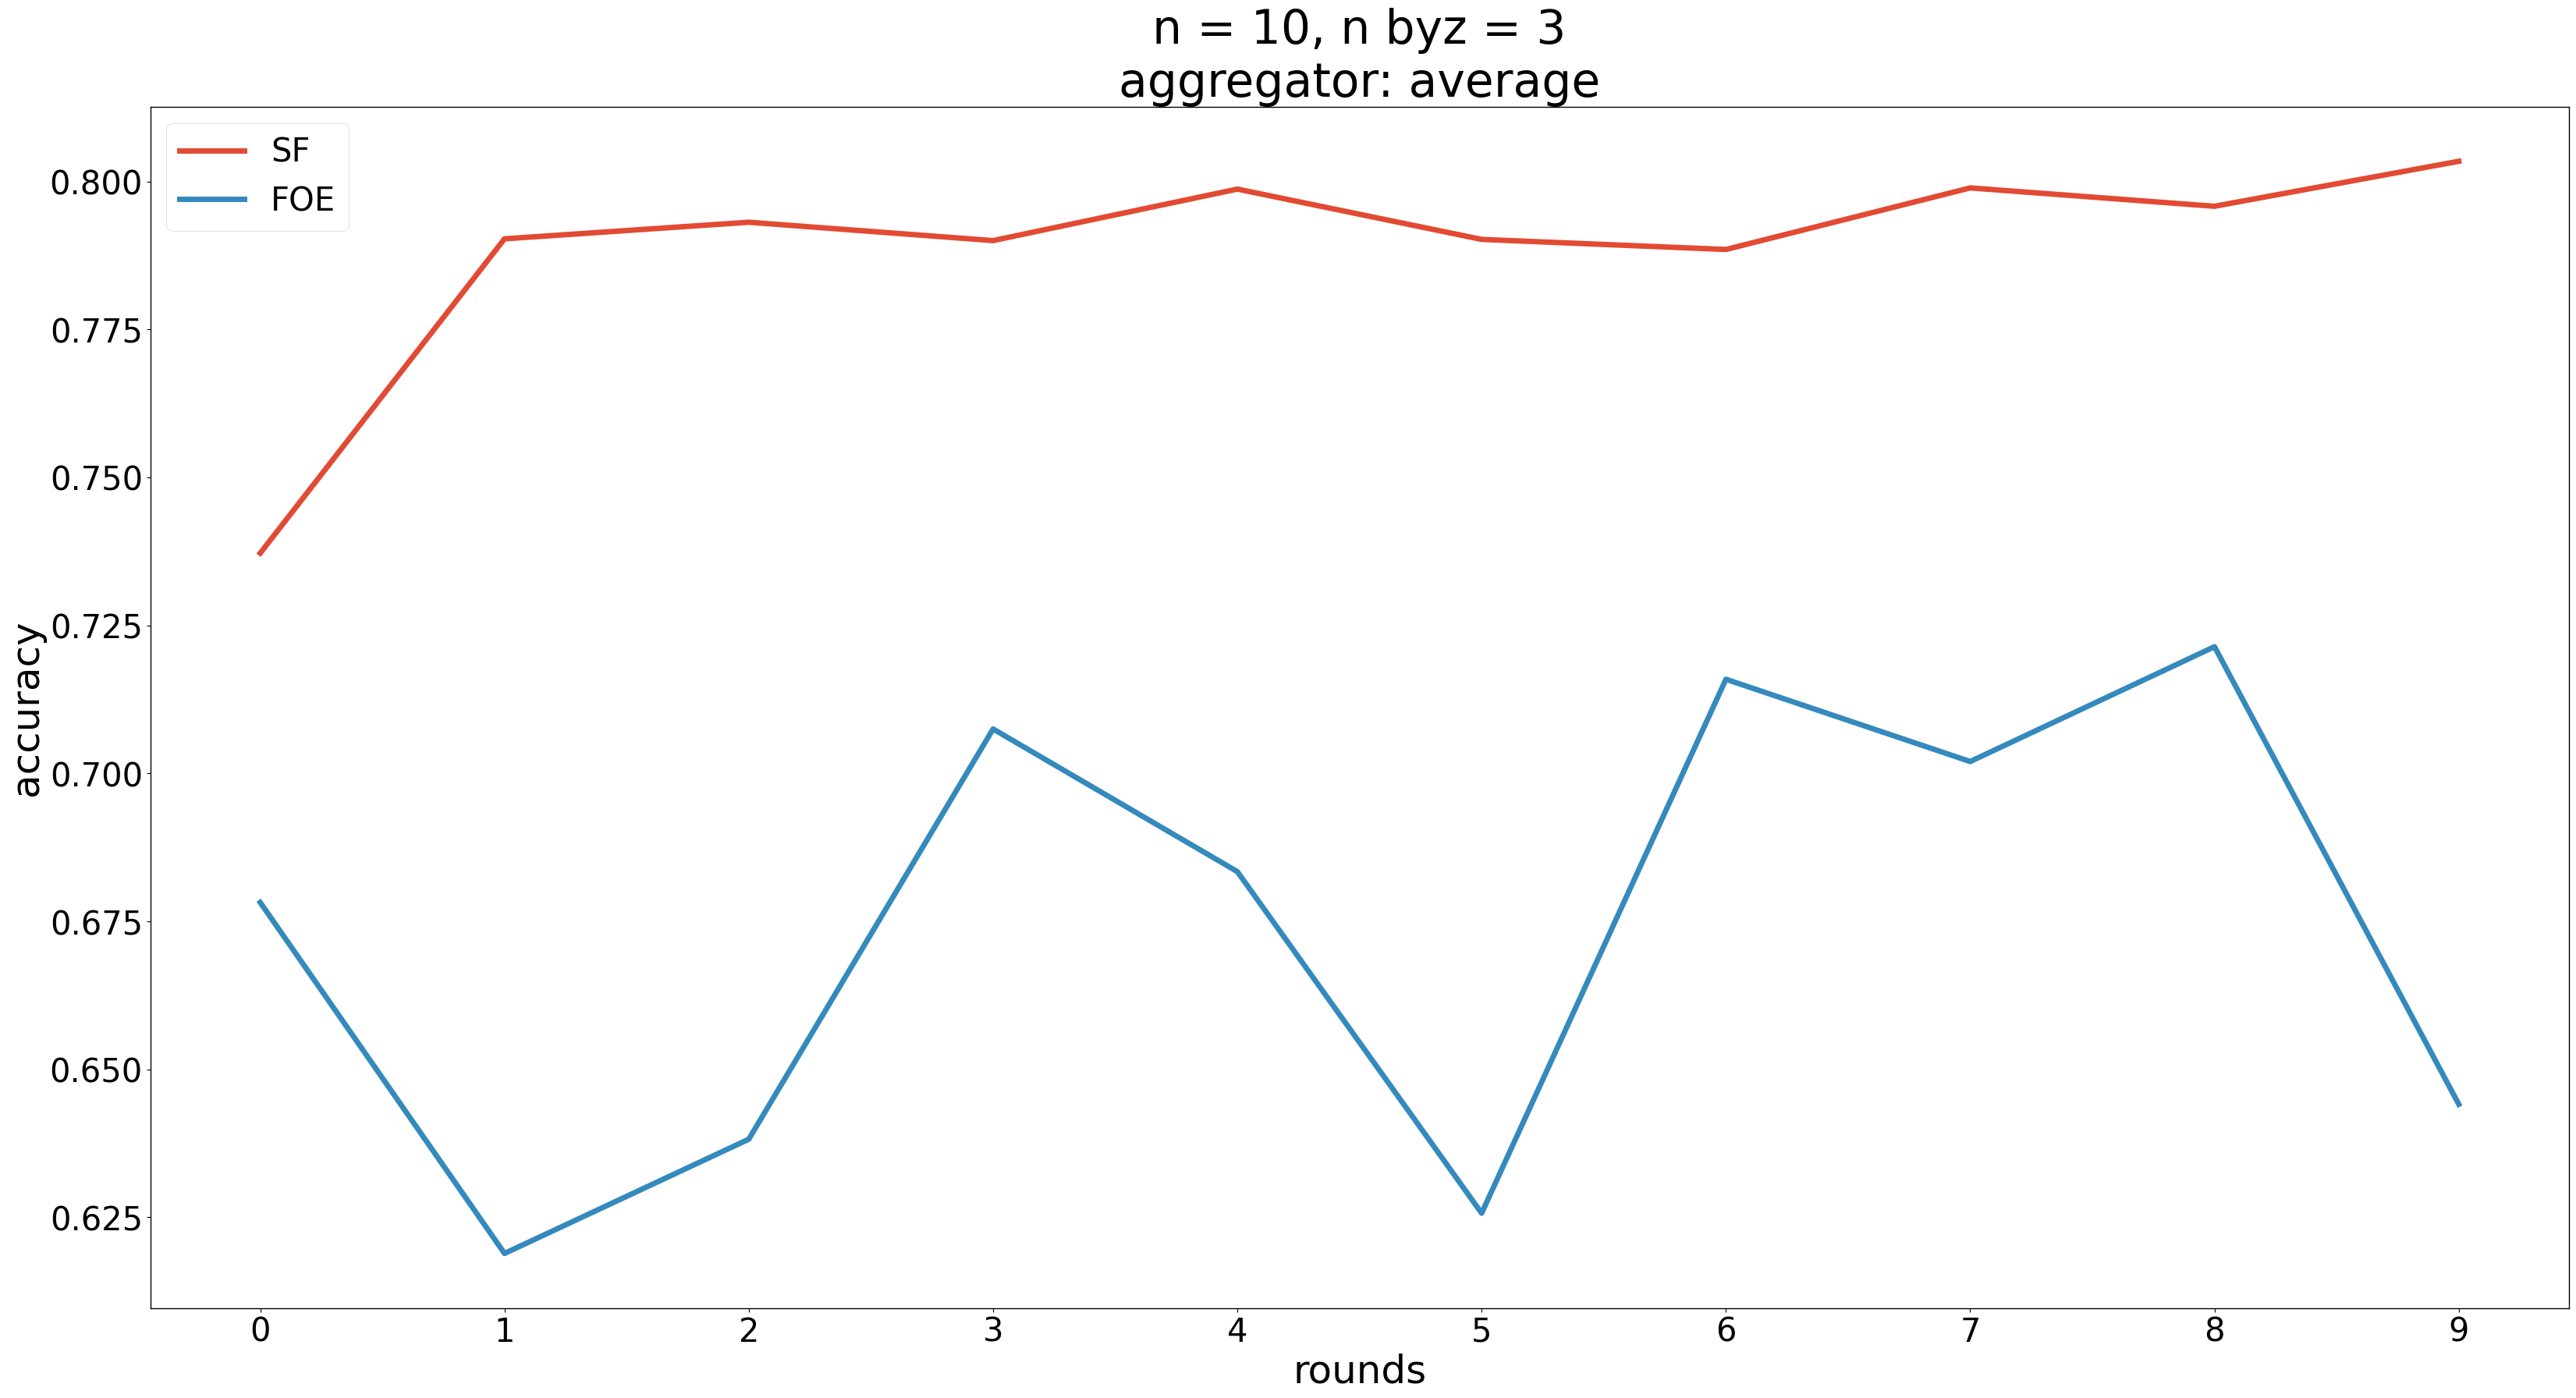 n = 10, n byz = 3
aggregator: average
SF
FOE
0.800
0.775
0.750
0.725
0.700
0.675
0.650
0.625
accuracy
0 1 2 3 4 5 6 7 8 9
rounds